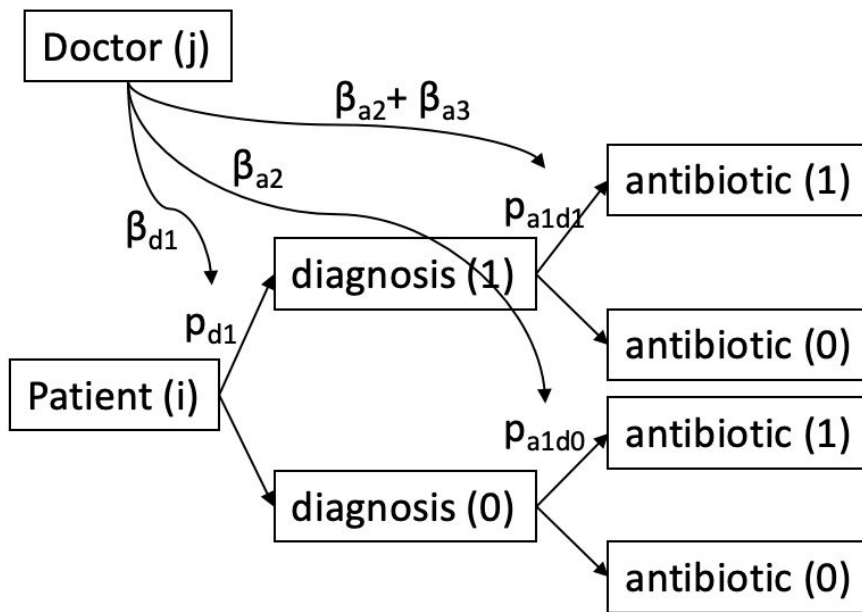 Doctor (j)
βa2+ βa3
βa2
βd1
antibiotic (1)
pa1d1
diagnosis (1)
pd1
antibiotic (0)
Patient (i)
antibiotic (1)
pa1d0
diagnosis (0)
antibiotic (0)